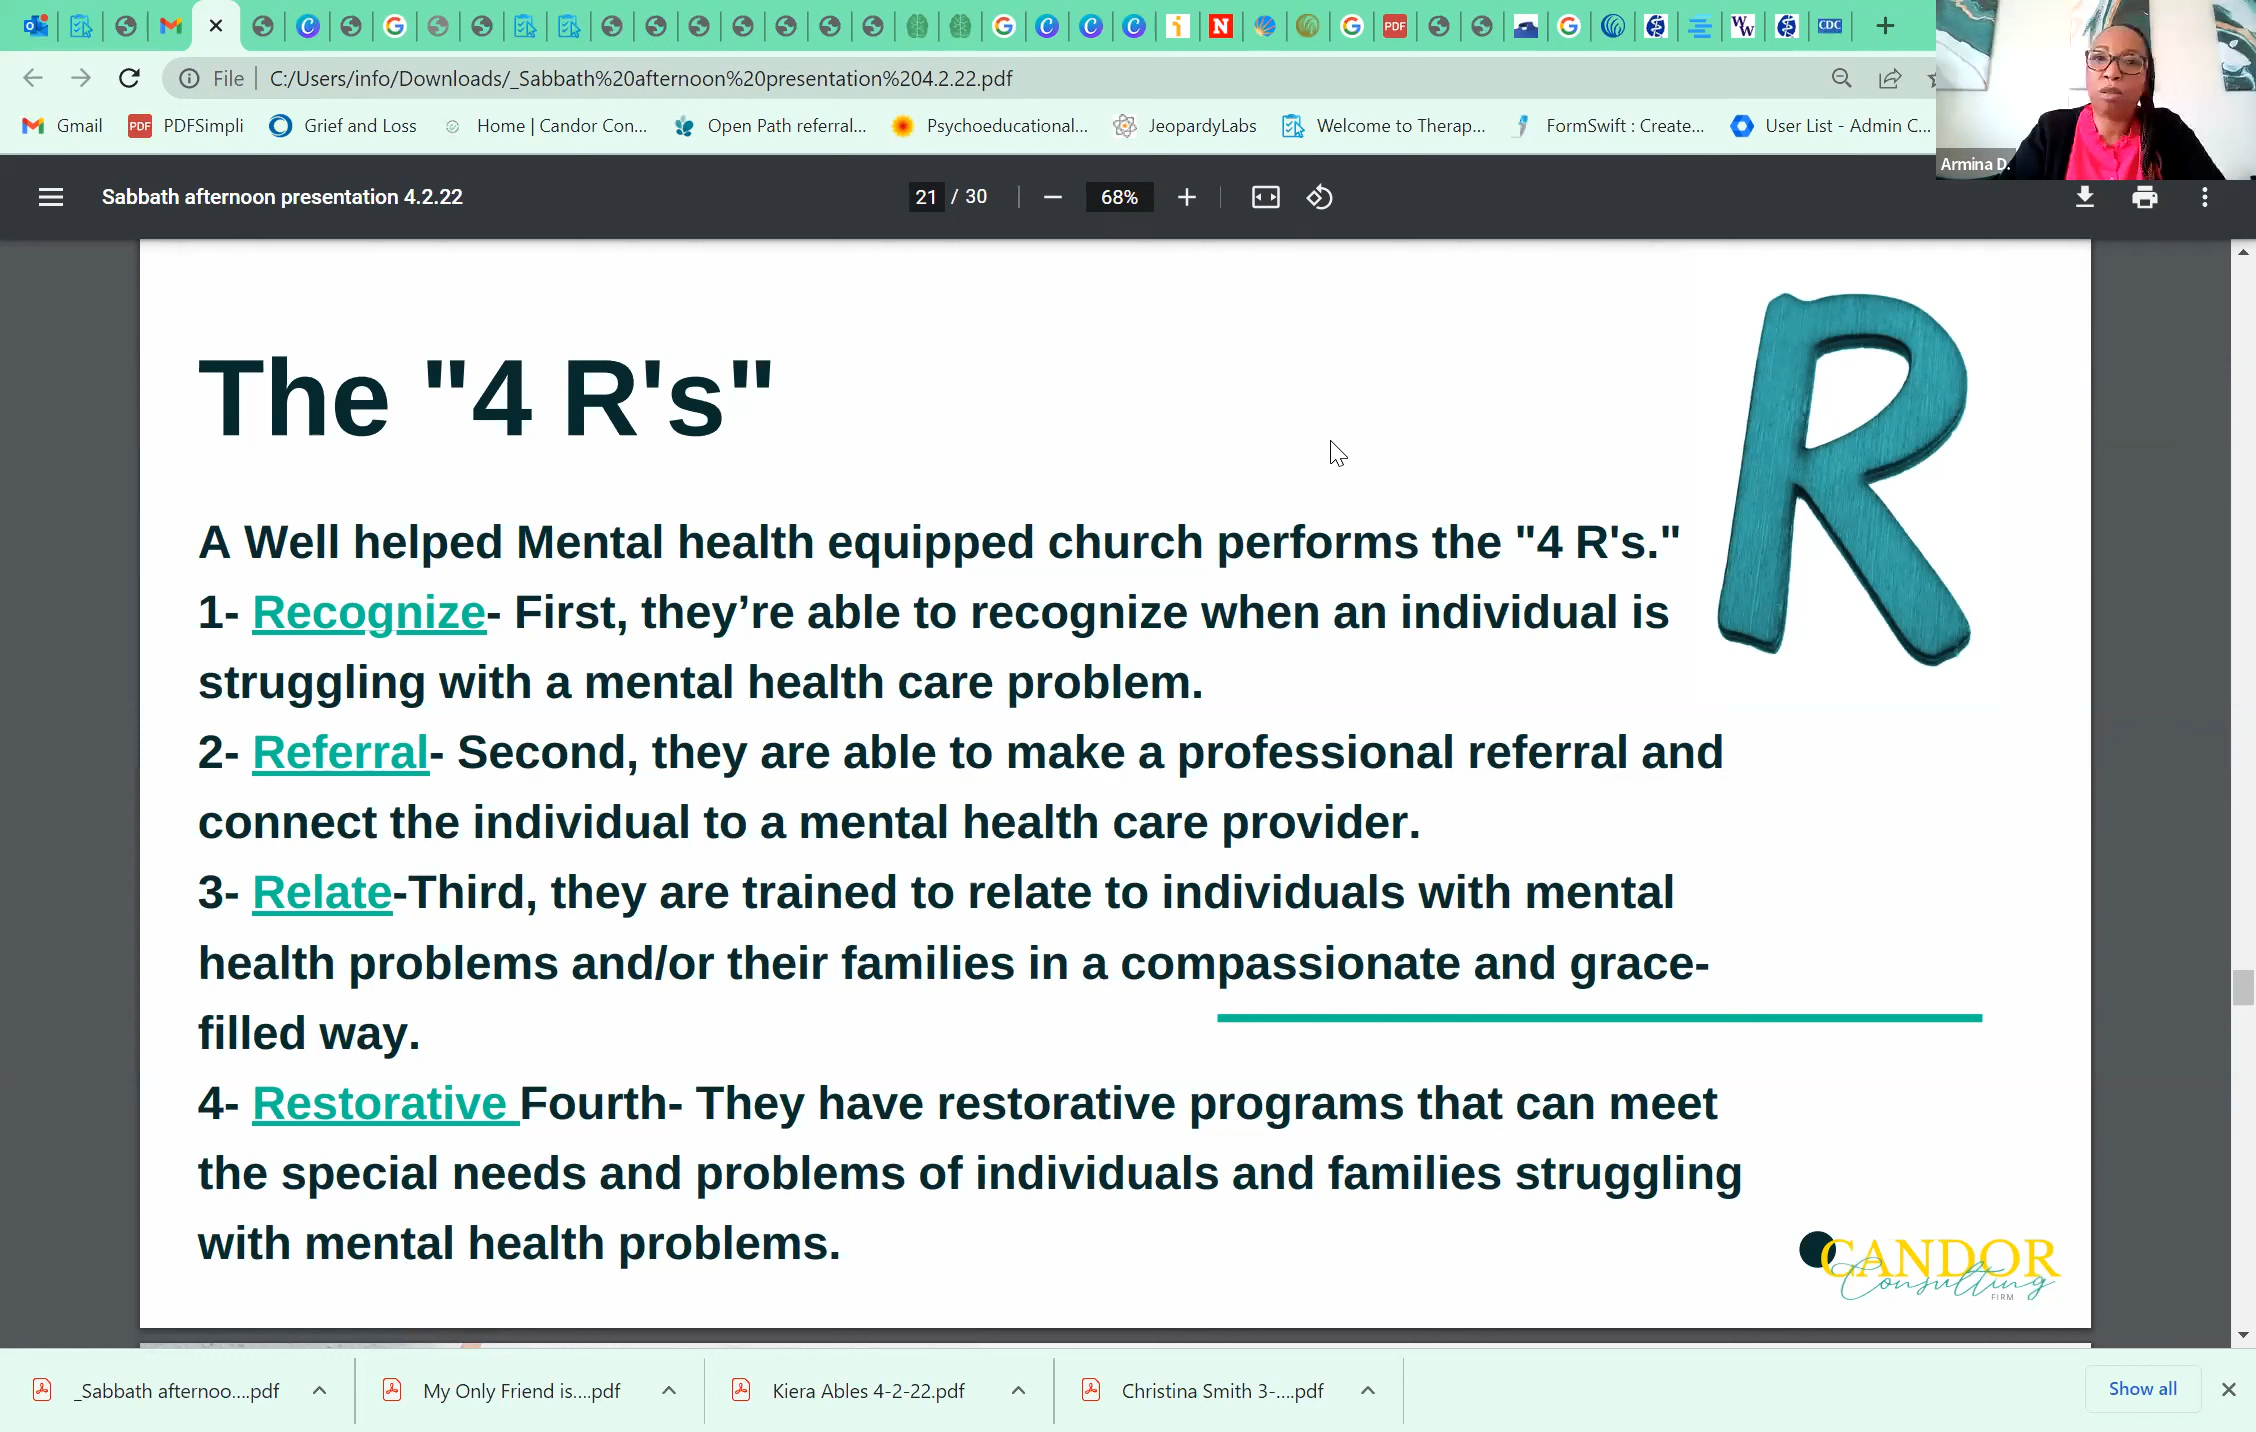 File
C:/Users/info/Downloads/_Sabbath%20afternoon%20presentation%204.2.22.pdf
Armina D.
Gmail
PDFSimpli
Grief and Loss
Home | Candor Con...
Open Path referral...
Psychoeducational...
JeopardyLabs
Welcome to Therap...
FormSwift : Create...
User List - Admin C...
Sabbath afternoon presentation 4.2.22
21 / 30
68%
The "4 R's"
A Well helped Mental health equipped church performs the "4 R's."
1- Recognize- First, they’re able to recognize when an individual is
struggling with a mental health care problem.
2- Referral- Second, they are able to make a professional referral and
connect the individual to a mental health care provider.
3- Relate-Third, they are trained to relate to individuals with mental
health problems and/or their families in a compassionate and grace-
filled way.
4- Restorative Fourth- They have restorative programs that can meet
the special needs and problems of individuals and families struggling
with mental health problems.
R
CANDOR
Consulting
FIRM
_Sabbath afternoo....pdf
My Only Friend is....pdf
Kiera Ables 4-2-22.pdf
Christina Smith 3-....pdf
Show all